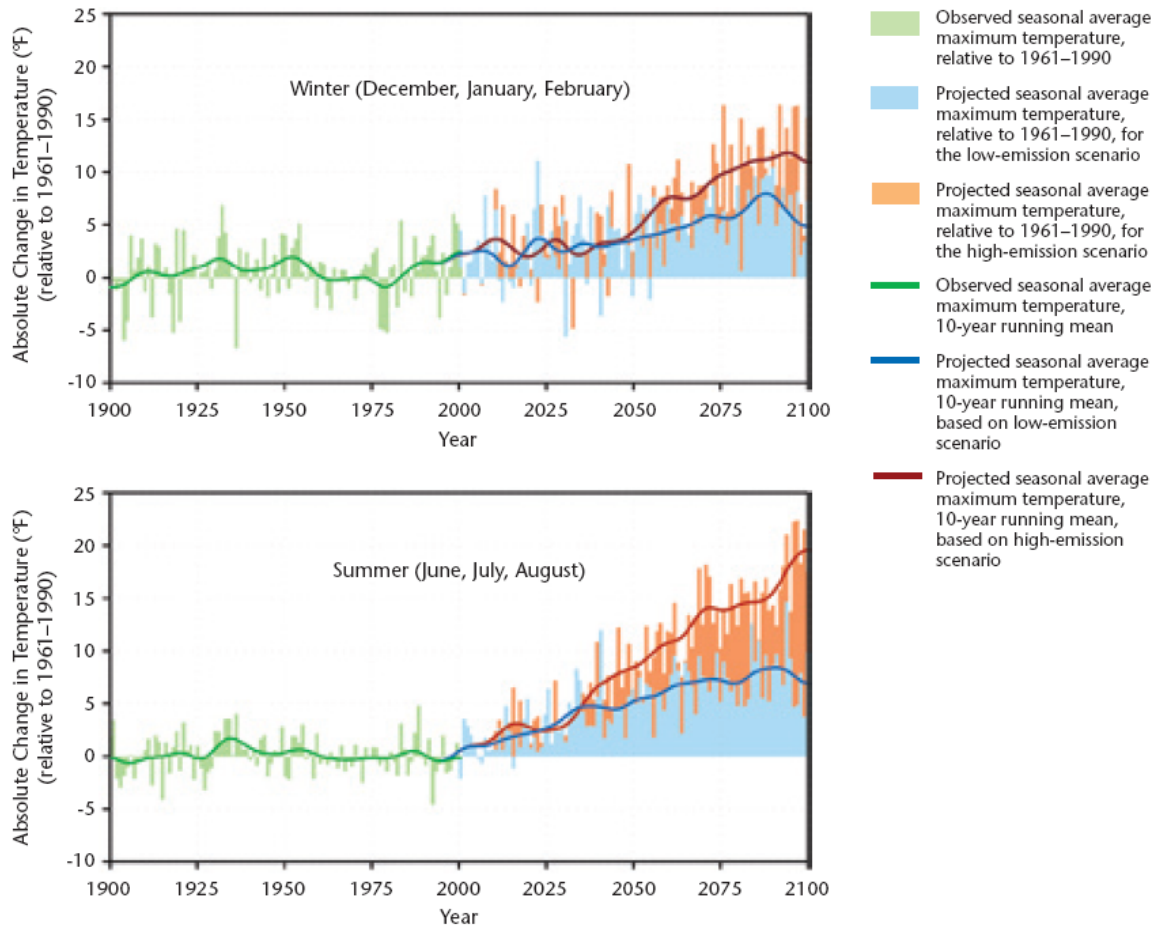 25
20
15
10
5
0
-5
-10
Absolute Change in Temperature (°F)
(relative to 1961–1990)
Winter (December, January, February)
1900 1925 1950 1975 2000 2025 2050 2075 2100
Year
25
20
15
10
5
0
-5
-10
Absolute Change in Temperature (°F)
(relative to 1961–1990)
Summer (June, July, August)
1900 1925 1950 1975 2000 2025 2050 2075 2100
Year
Observed seasonal average
maximum temperature,
relative to 1961–1990
Projected seasonal average
maximum temperature,
relative to 1961–1990, for
the low-emission scenario
Projected seasonal average
maximum temperature,
relative to 1961–1990, for
the high-emission scenario
Observed seasonal average
maximum temperature,
10-year running mean
Projected seasonal average
maximum temperature,
10-year running mean,
based on low-emission
scenario
Projected seasonal average
maximum temperature,
10-year running mean,
based on high-emission
scenario